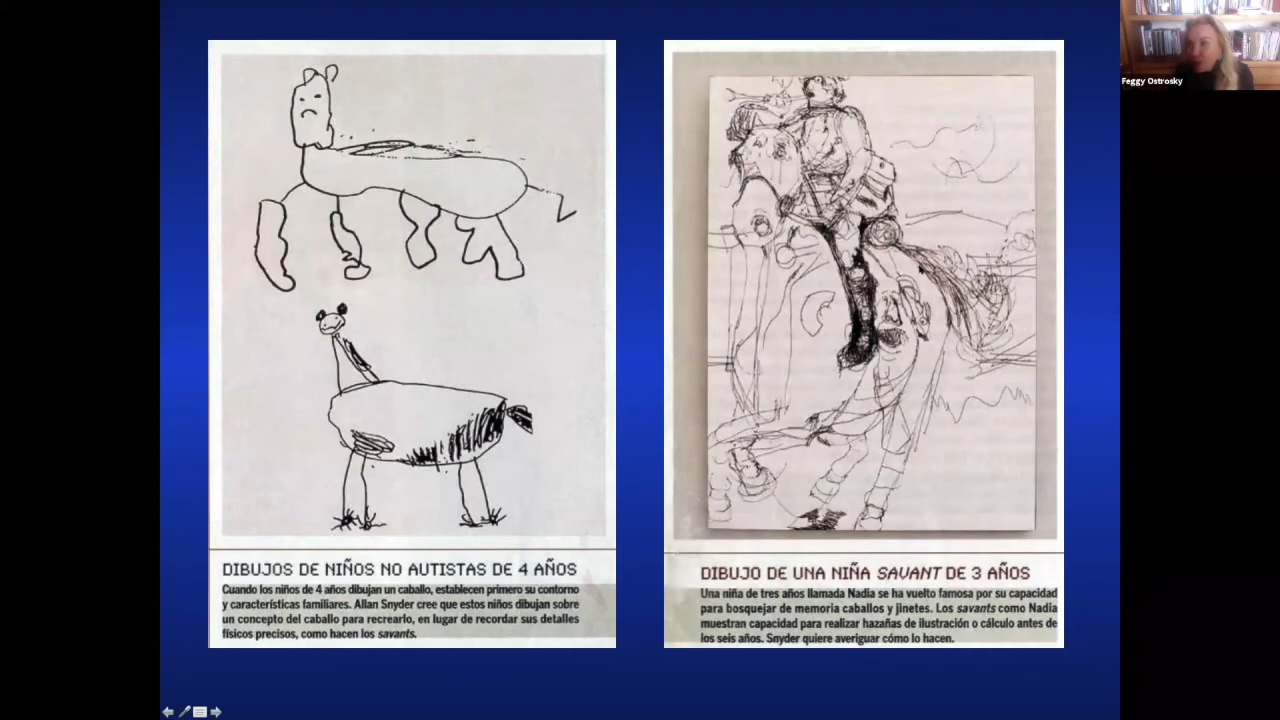 Feggy Ostrosky
DIBUJOS DE NIÑOS NO AUTISTAS DE 4 AÑOS
Cuando los niños de 4 años dibujan un caballo, establecen primero su contorno
y características familiares. Allan Snyder cree que estos niños dibujan sobre
un concepto del caballo para recrearlo, en lugar de recordar sus detalles
físicos precisos, como hacen los savants.
DIBUJO DE UNA NIÑA SAVANT DE 3 AÑOS
Una niña de tres años llamada Nadia se ha vuelto famosa por su capacidad
para bosquejar de memoria caballos y jinetes. Los savants como Nadia
muestran capacidad para realizar hazañas de ilustración o cálculo antes de
los seis años. Snyder quiere averiguar cómo lo hacen.